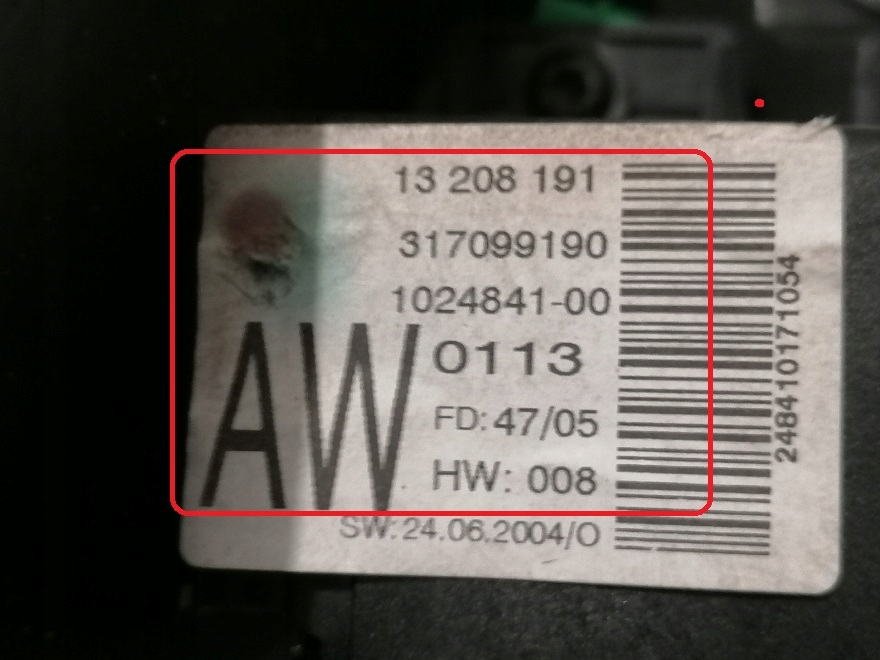 13 208 191
317099190
1024841-00
AW 0113
FD: 47/05
HW: 008
SW: 24.06.2004/O
248410171054